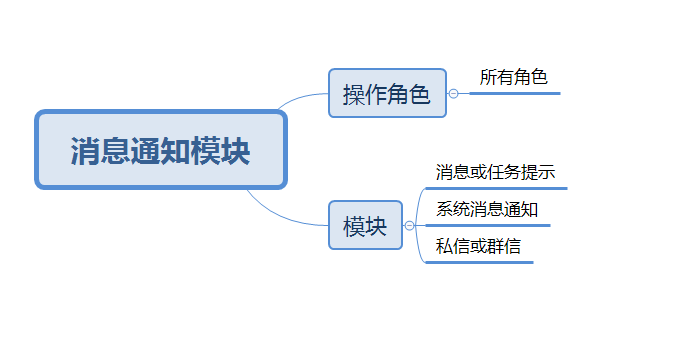 消息通知模块
操作角色
所有角色
模块
消息或任务提示
系统消息通知
私信或群信